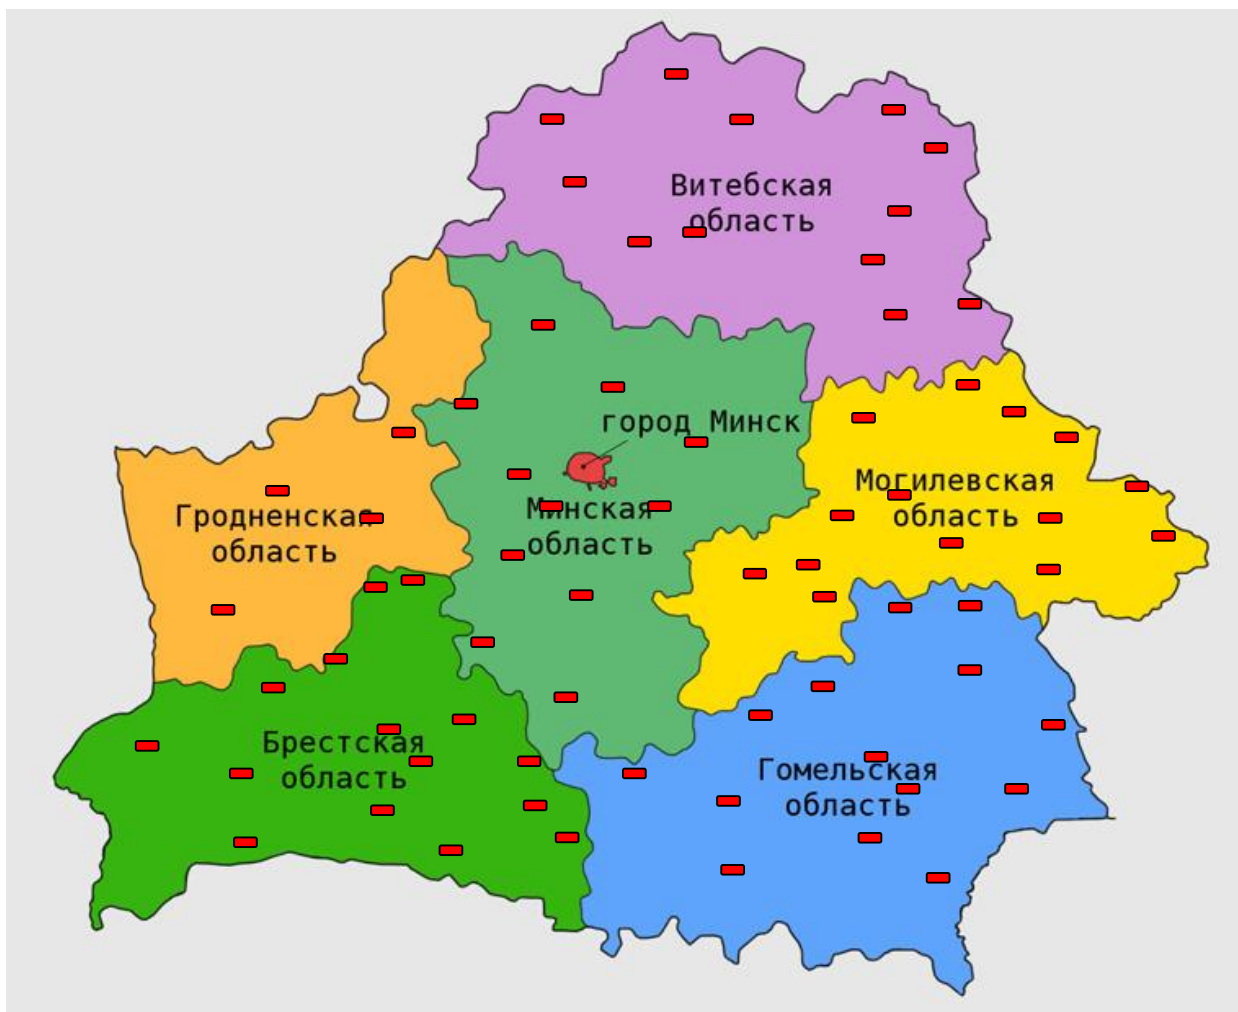 Витебская
область
город Минск
Могилевская
область
Минская
область
Гродненская
область
Брестская
область
Гомельская
область